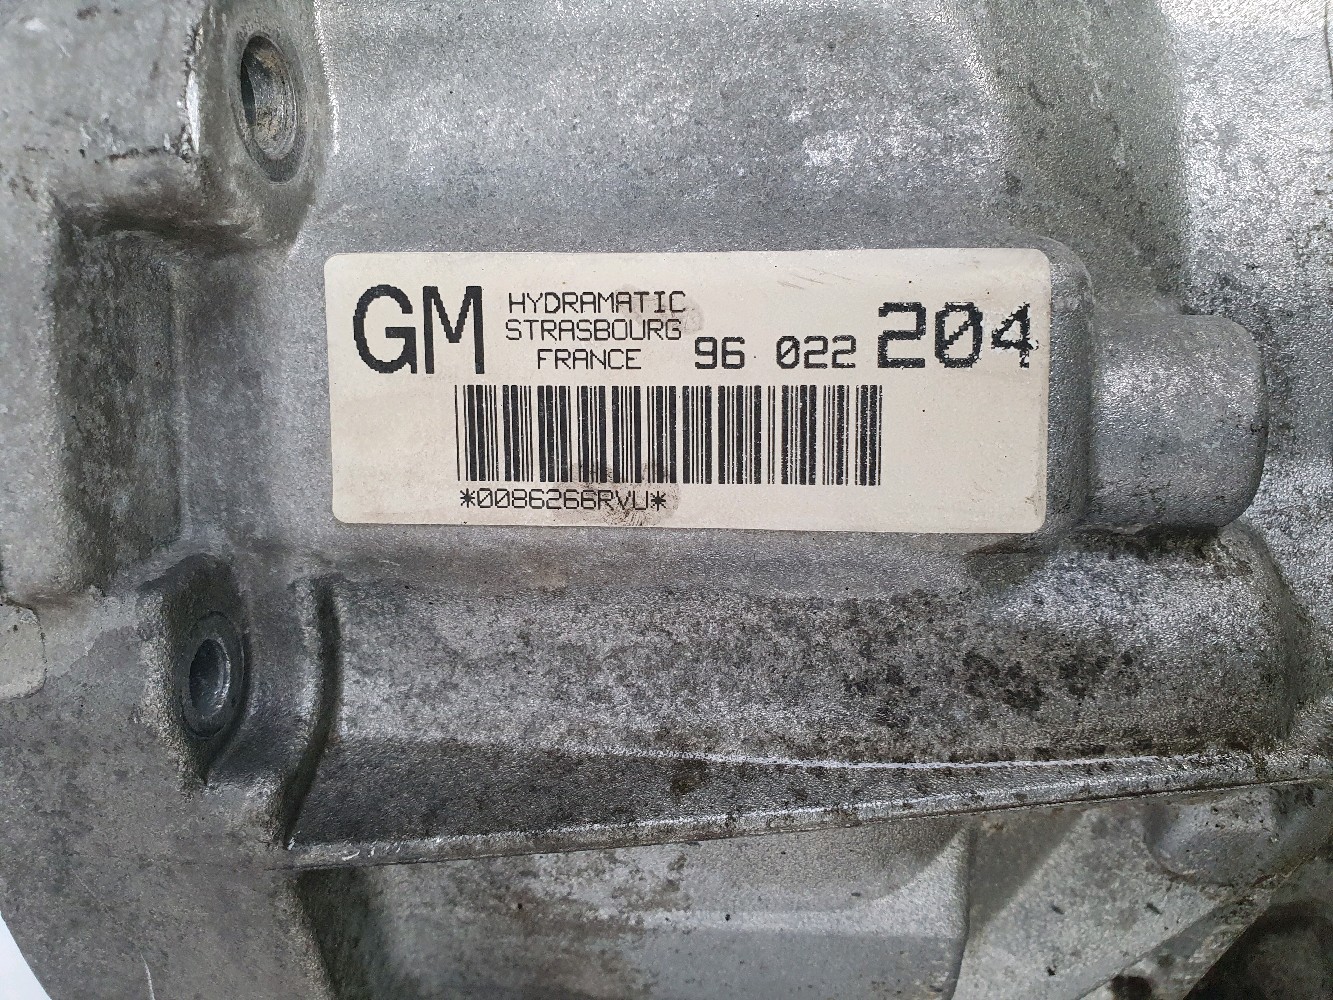 GM
HYDRAMATIC
STRASBOURG
FRANCE
96 022 204
*0086266RVU*